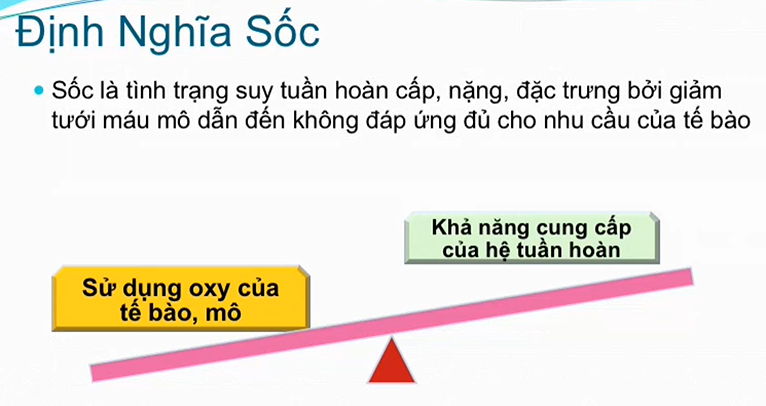 Định Nghĩa Sốc
Sốc là tình trạng suy tuần hoàn cấp, nặng, đặc trưng bởi giảm
tưới máu mô dẫn đến không đáp ứng đủ cho nhu cầu của tế bào
Khả năng cung cấp
của hệ tuần hoàn
Sử dụng oxy của
tế bào, mô